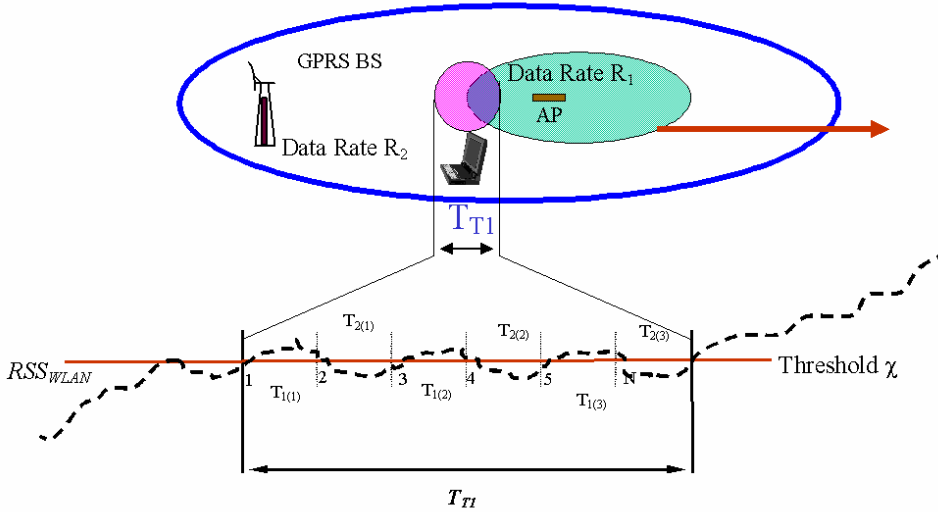 GPRS BS
Data Rate R1
AP
Data Rate R2
TT1
T2(1) T2(2) T2(3)
RSSWLAN Threshold χ
1 2 3 4 5 N
T1(1) T1(2) T1(3)
TT1